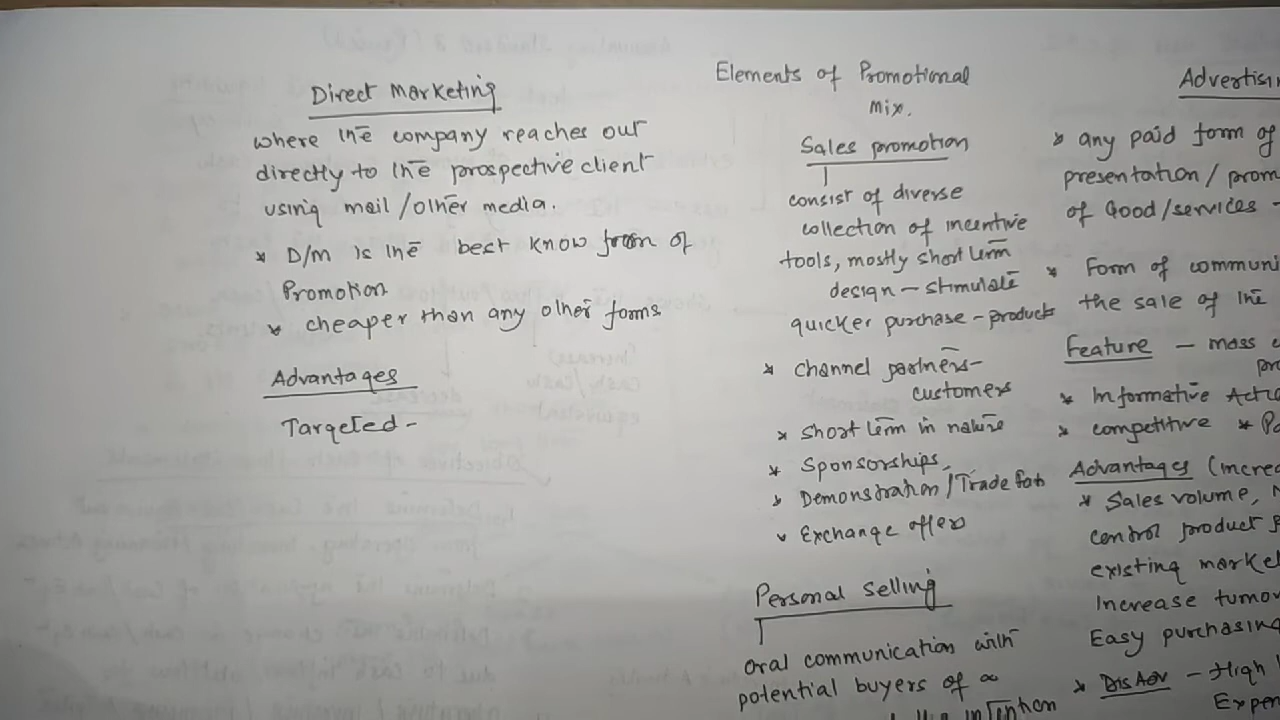 Direct Marketing
where the company reaches out
directly to the prospective client
using mail / other media.
* D/m is the best know from of
Promotion
* cheaper than any other forms
Advantages
Targeted -
Elements of Promotional
mix.
Sales promotion
consist of diverse
collection of incentive
tools, mostly short term
design - stimulate
quicker purchase - products
* channel partners -
customers
* Short term in nature
* Sponsorships,
* Demonstration / Trade
* Exchange offers
Personal Selling
oral communication with
potential buyers of a
Advertisin
* any paid form of
presentation / prom
of Good/services -
* Form of communi
the sale of the
Feature - mass
* Informative
* competitive *
Advantages (increa
* Sales volume,
control product
existing market
Increase turnov
Easy purchasing
* DisAdv - High
Expen